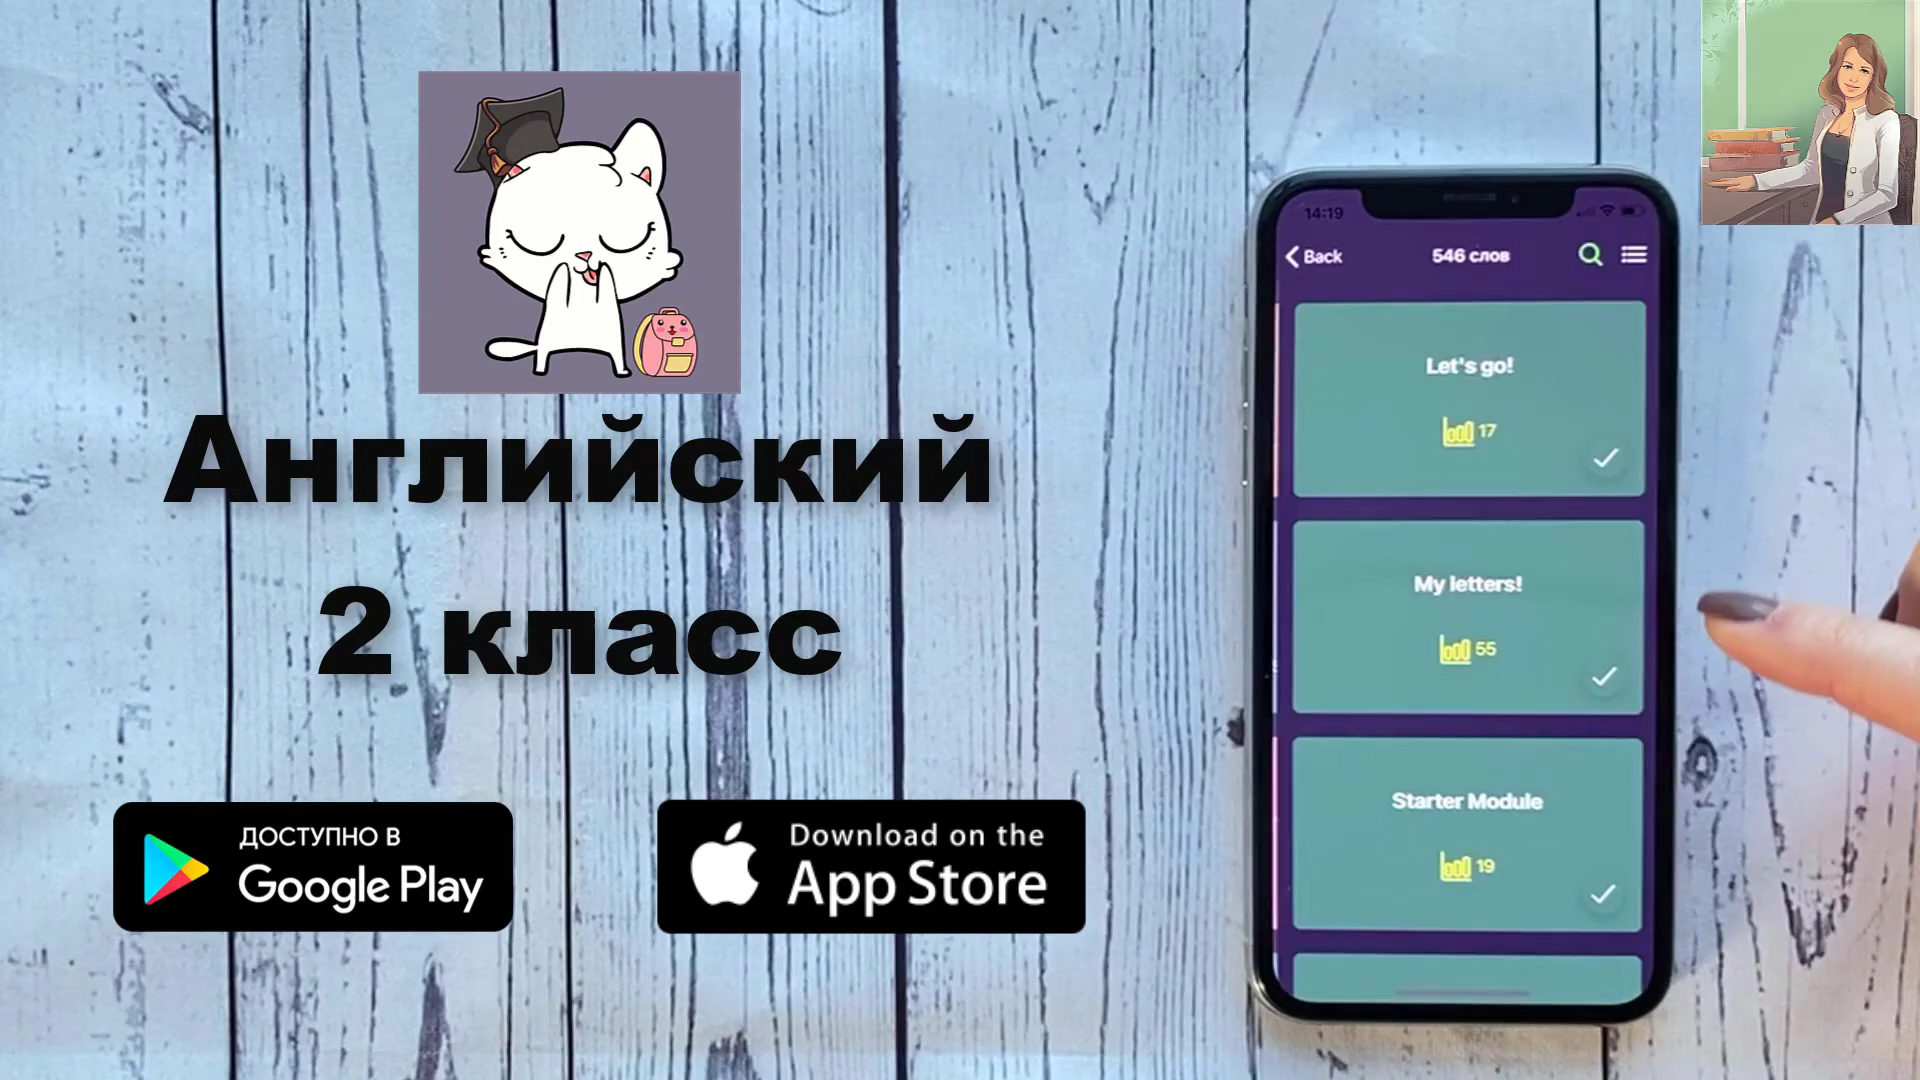 Английский
2 класс
ДОСТУПНО В
Google Play
Download on the
App Store
14:19
Back
546 слов
Let's go!
17
My letters!
55
Starter Module
19